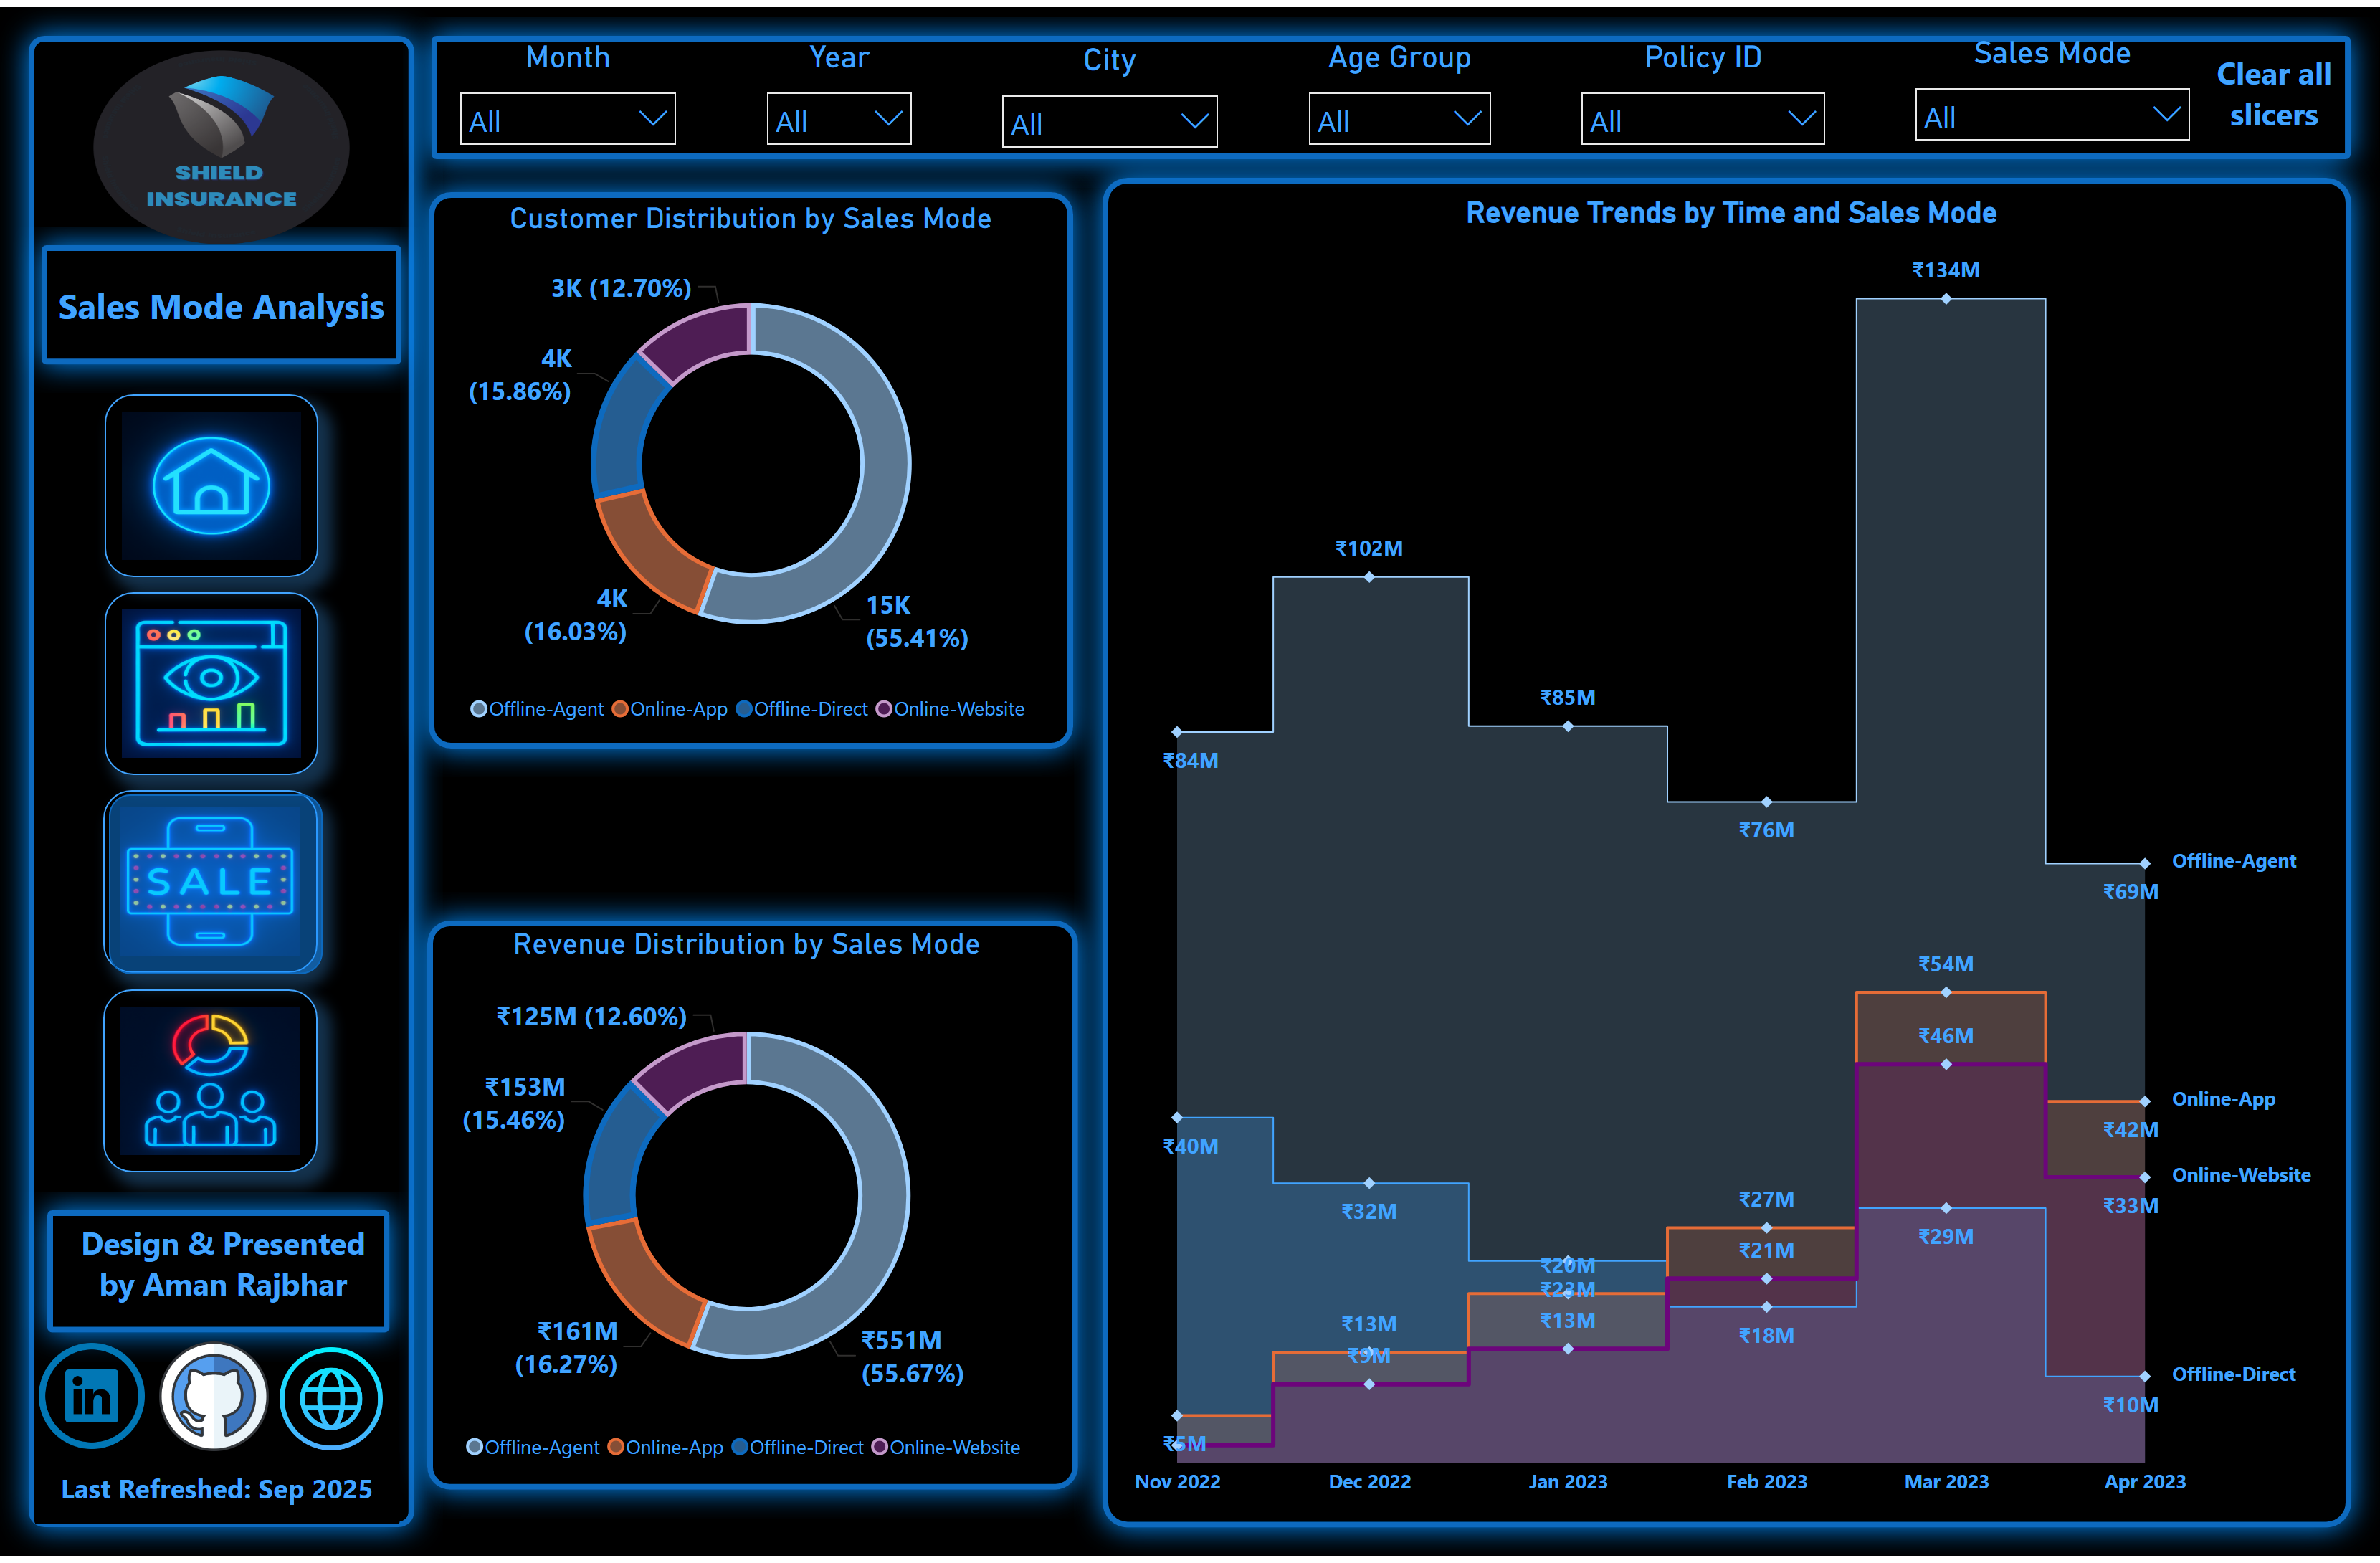 SHIELD
INSURANCE
Sales Mode Analysis
SALE
Design & Presented
by Aman Rajbhar
in
Last Refreshed: Sep 2025
Month
All
Year
All
City
All
Age Group
All
Policy ID
All
Sales Mode
All
Clear all
slicers
Customer Distribution by Sales Mode
3K (12.70%)
4K
(15.86%)
4K
(16.03%)
15K
(55.41%)
Offline-Agent Online-App Offline-Direct Online-Website
Revenue Distribution by Sales Mode
₹125M (12.60%)
₹153M
(15.46%)
₹161M
(16.27%)
₹551M
(55.67%)
Offline-Agent Online-App Offline-Direct Online-Website
Revenue Trends by Time and Sales Mode
₹134M
₹102M
₹85M
₹84M
₹76M
Offline-Agent
₹69M
₹54M
₹46M
Online-App
₹42M
₹40M
Online-Website
₹33M
₹27M
₹32M
₹21M
₹29M
₹20M
₹23M
₹13M
₹13M
₹18M
₹9M
Offline-Direct
₹10M
₹5M
Nov 2022 Dec 2022 Jan 2023 Feb 2023 Mar 2023 Apr 2023